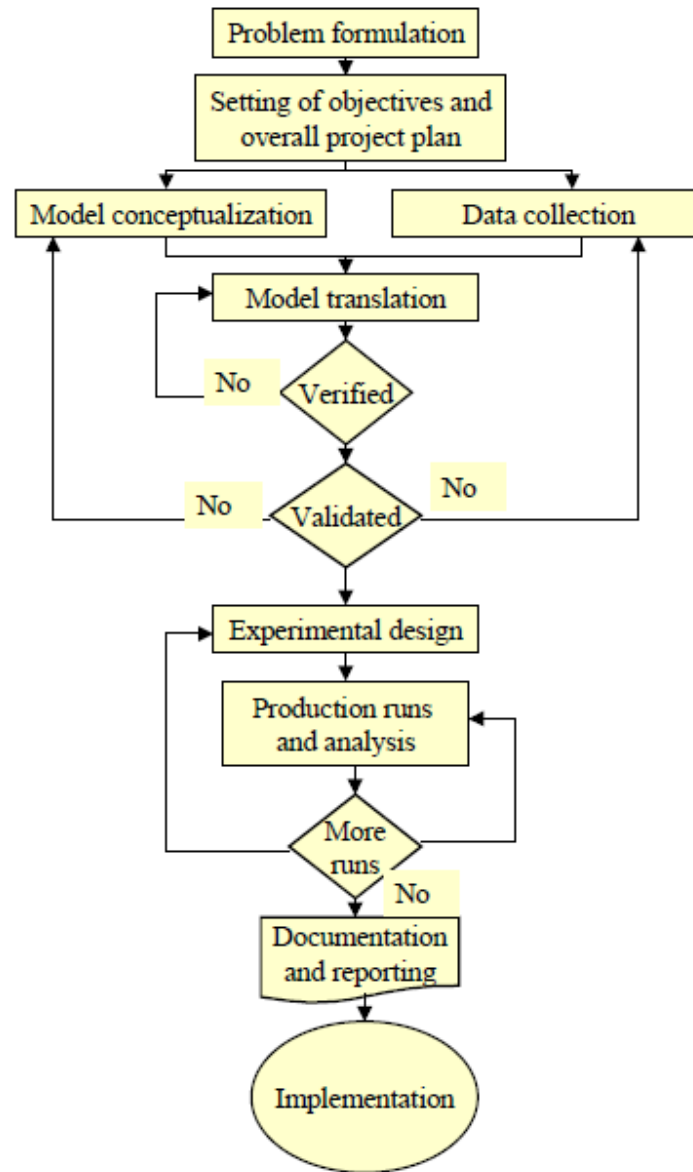 Problem formulation
Setting of objectives and
overall project plan
Model conceptualization
Data collection
Model translation
No
Verified
No
Validated
No
Experimental design
Production runs
and analysis
More
runs
No
Documentation
and reporting
Implementation